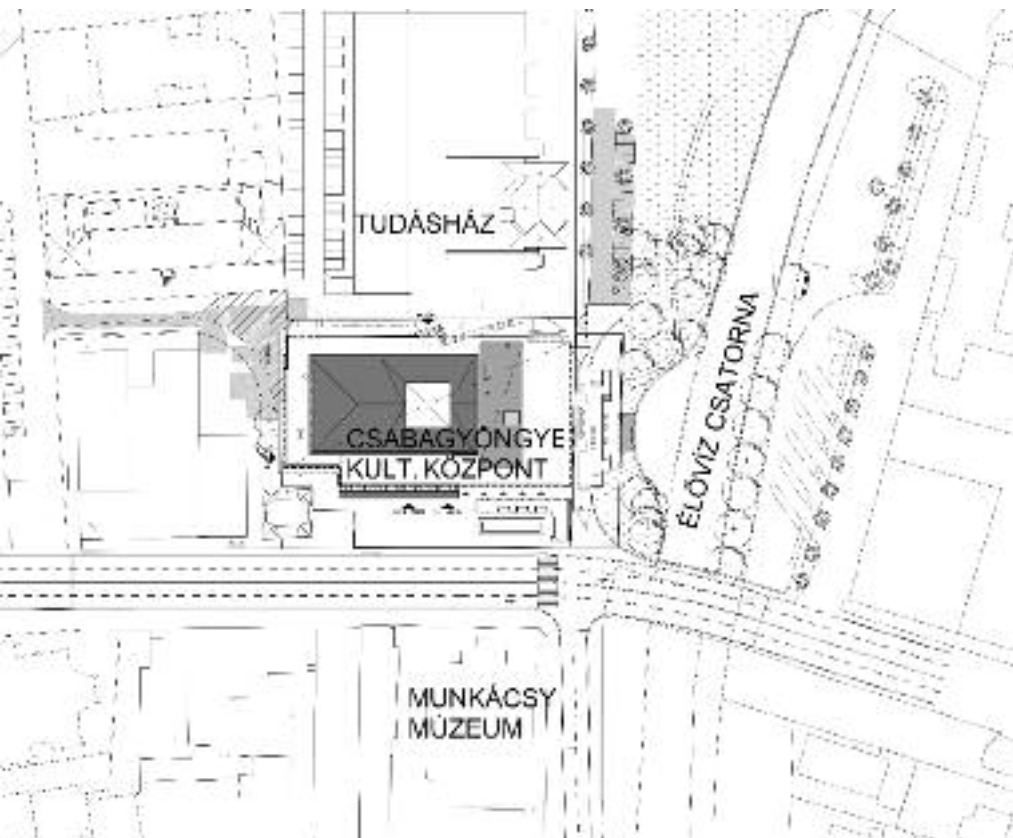 TUDÁSHÁZ
CSABAGYÖNGYE
KULT. KÖZPONT
ÉLŐVÍZ CSATORNA
MUNKÁCSY
MÚZEUM